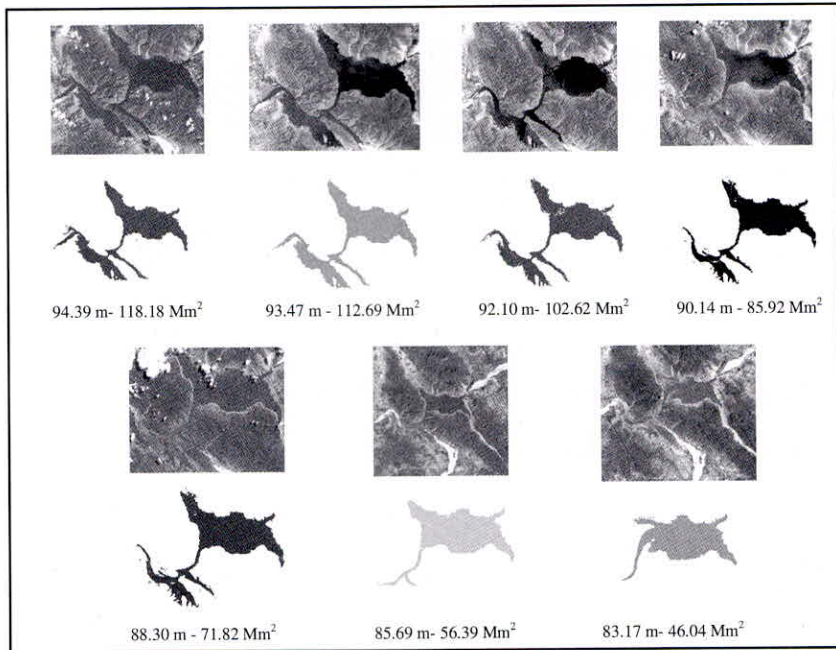 94.39 m- 118.18 Mm²
93.47 m - 112.69 Mm²
92.10 m- 102.62 Mm²
90.14 m - 85.92 Mm²
88.30 m - 71.82 Mm²
85.69 m- 56.39 Mm²
83.17 m- 46.04 Mm²